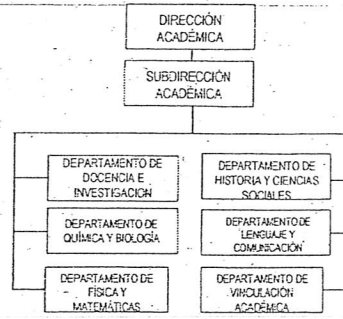 DIRECCIÓN
ACADÉMICA
SUBDIRECCIÓN
ACADÉMICA
DEPARTAMENTO DE
DOCENCIA E
INVESTIGACION
DEPARTAMENTO DE
HISTORIA Y CIENCIAS
SOCIALES
DEPARTAMENTO DE
QUÍMICA Y BIOLOGÍA
DEPARTAMENTO DE
LENGUAJE Y
COMUNICACIÓN
DEPARTAMENTO DE
FÍSICA Y
MATEMÁTICAS
DEPARTAMENTO DE
VINCULACIÓN
ACADÉMICA